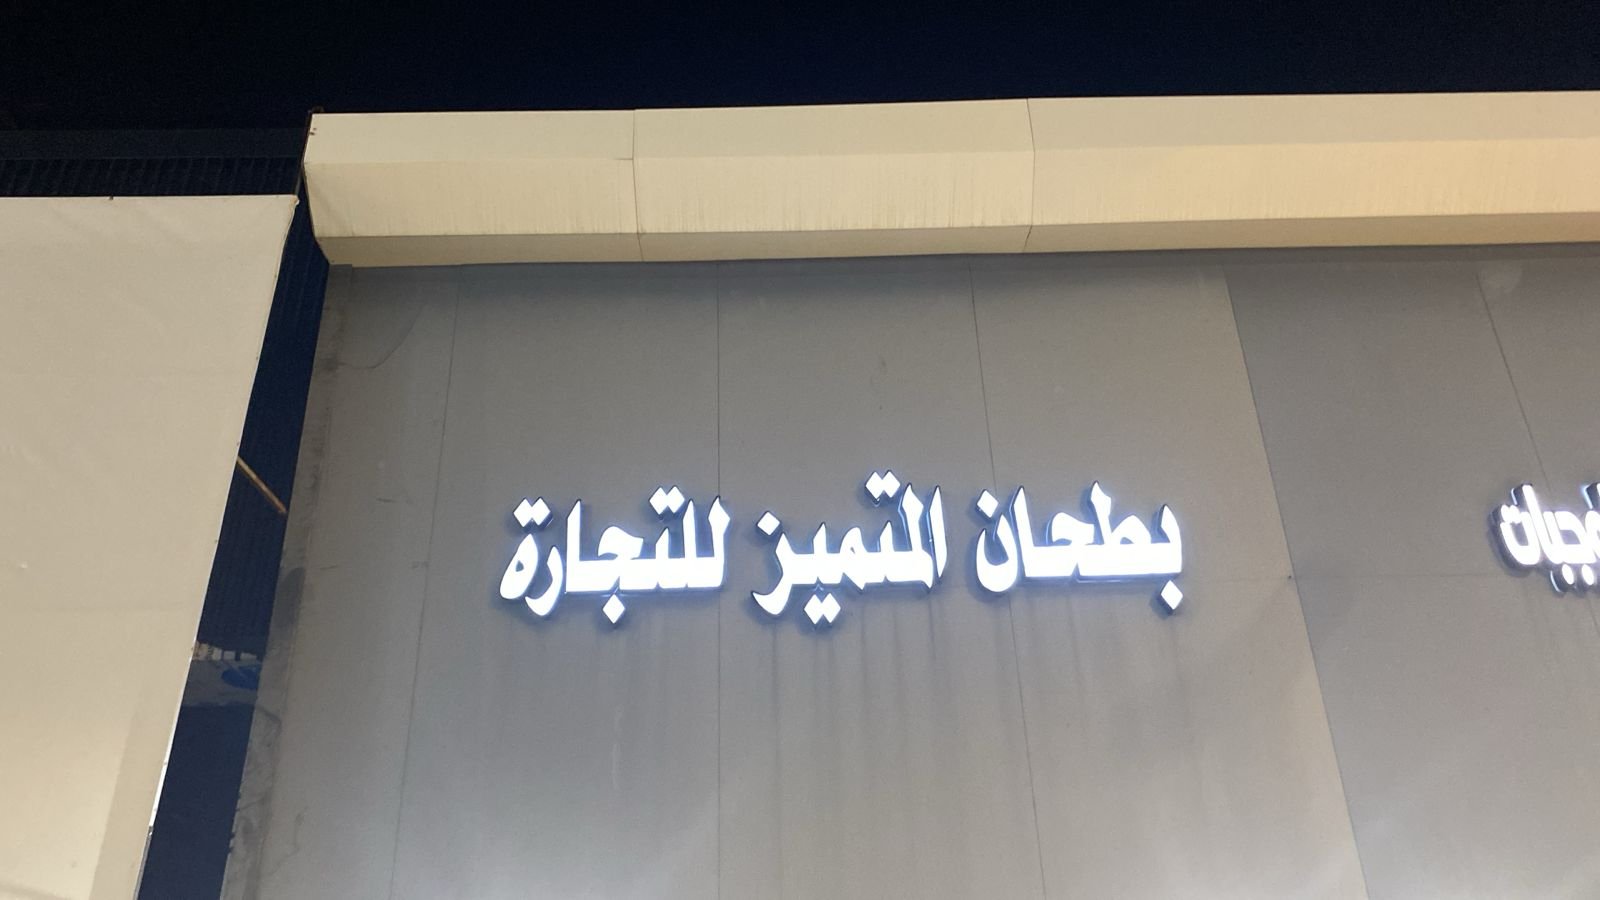 بطحان المتميز للتجارة